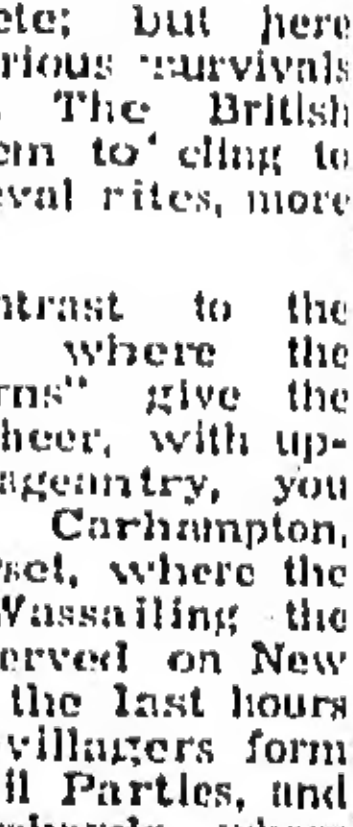 ete; but here
rious survivals
The British
em to cling to
eval rites, more
ntrast to the
where the
rns" give the
heer, with up-
ageantry, you
Carhampton,
rset, where the
Wassailing the
erved on New
the last hours
villagers form
il Parties, and